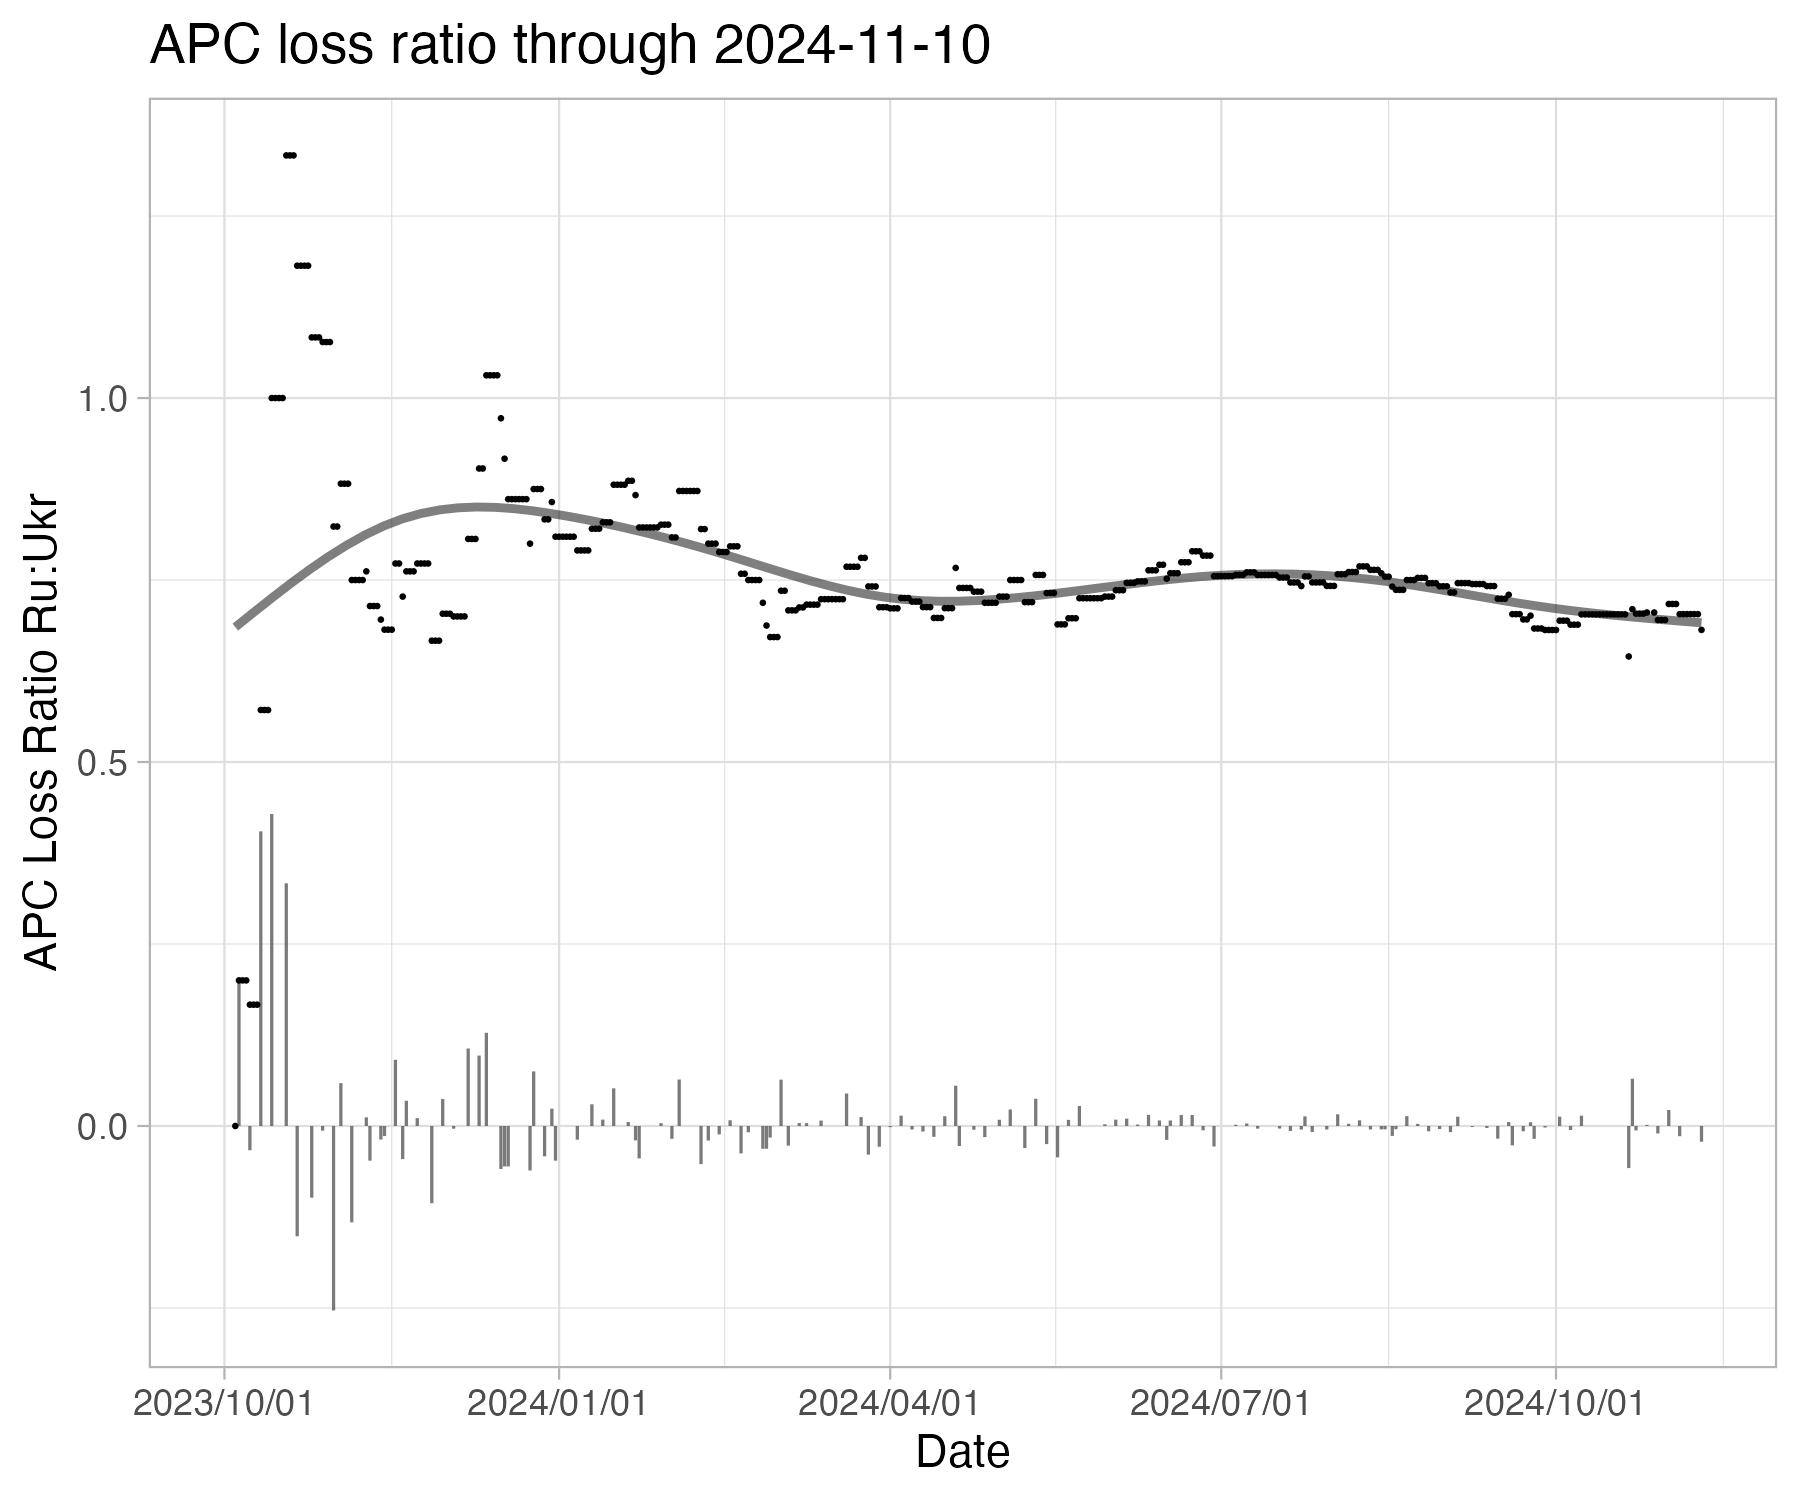 APC loss ratio through 2024-11-10
APC Loss Ratio Ru:Ukr
1.0
0.5
0.0
2023/10/01 2024/01/01 2024/04/01 2024/07/01 2024/10/01
Date